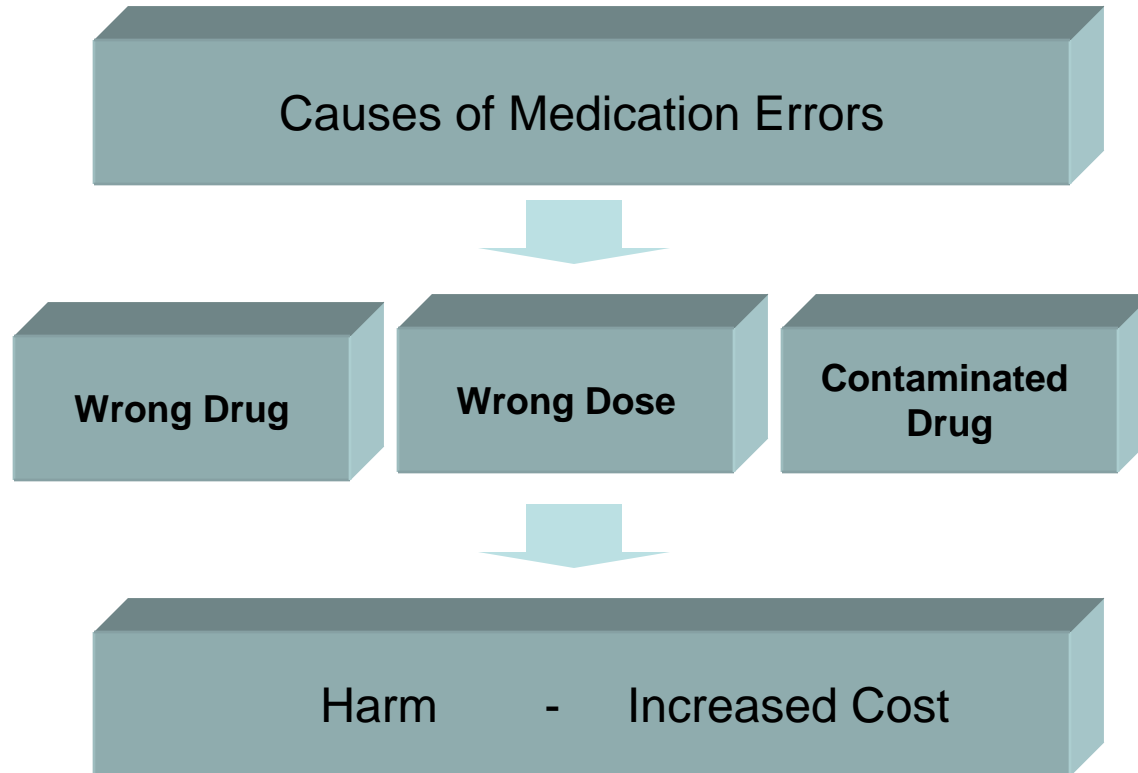 Causes of Medication Errors
Wrong Drug
Wrong Dose
Contaminated
Drug
Harm - Increased Cost